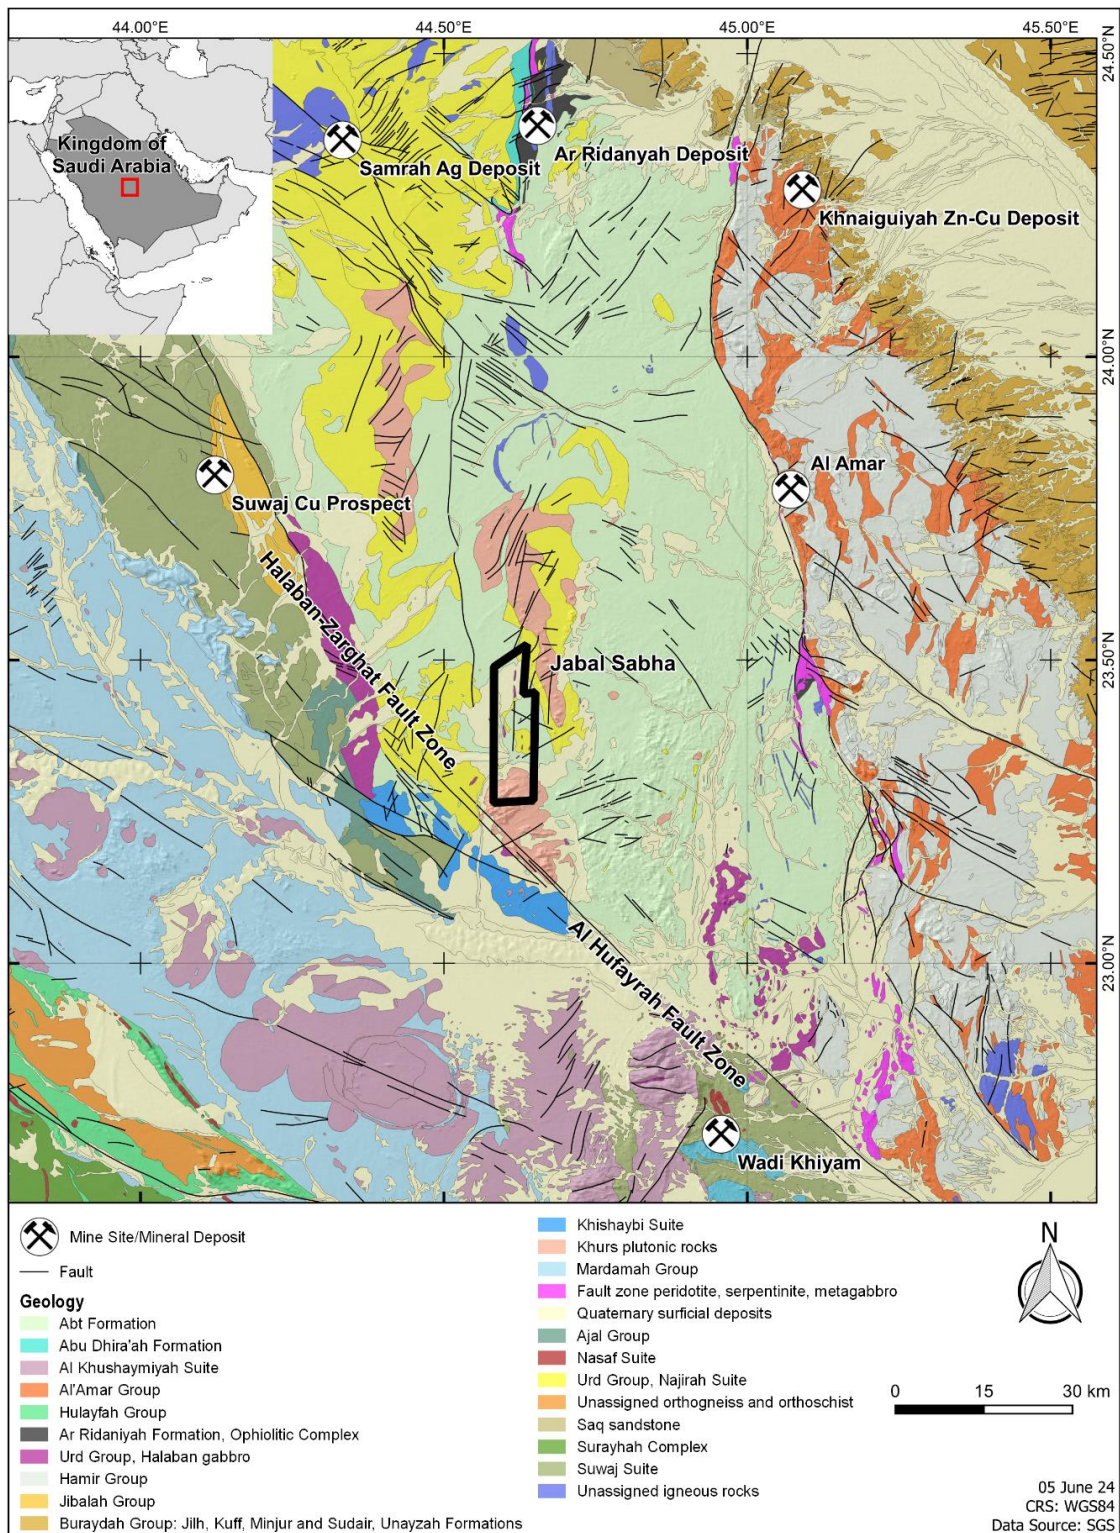 44.00°E
44.50°E
45.00°E
45.50°E
24.50°N
Kingdom of
Saudi Arabia
Samrah Ag Deposit
Ar Ridanyah Deposit
Khnaiguiyah Zn-Cu Deposit
24.00°N
Al Amar
Suwaj Cu Prospect
Halaban-Zarghat Fault Zone
Jabal Sabha
23.50°N
Al Hufayrah Fault Zone
23.00°N
Wadi Khiyam
Mine Site/Mineral Deposit
Fault
Geology
Abt Formation
Abu Dhira'ah Formation
Al Khushaymiyah Suite
Al'Amar Group
Hulayfah Group
Ar Ridaniyah Formation, Ophiolitic Complex
Urd Group, Halaban gabbro
Hamir Group
Jibalah Group
Buraydah Group: Jilh, Kuff, Minjur and Sudair, Unayzah Formations
Khishaybi Suite
Khurs plutonic rocks
Mardamah Group
Fault zone peridotite, serpentinite, metagabbro
Quaternary surficial deposits
Ajal Group
Nasaf Suite
Urd Group, Najirah Suite
Unassigned orthogneiss and orthoschist
Saq sandstone
Surayhah Complex
Suwaj Suite
Unassigned igneous rocks
N
0 15 30 km
05 June 24
CRS: WGS84
Data Source: SGS